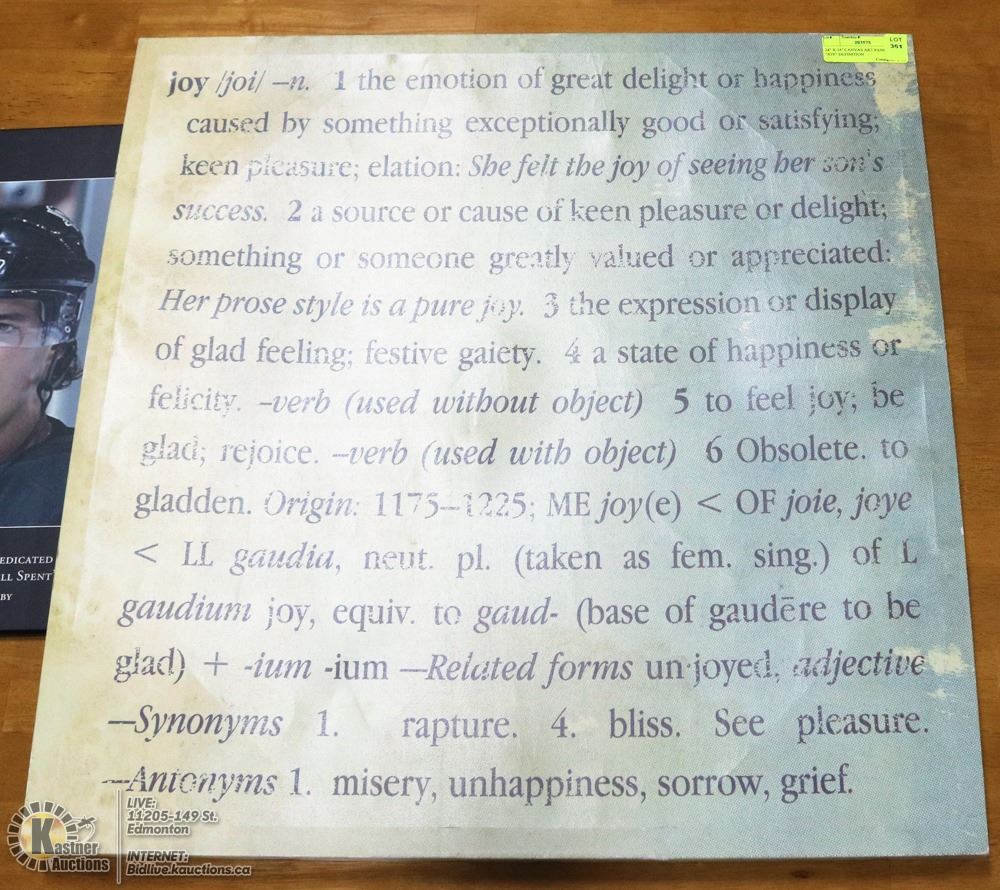 joy /joi/ –n. 1 the emotion of great delight or happiness
caused by something exceptionally good or satisfying;
keen pleasure; elation: She felt the joy of seeing her son's
success. 2 a source or cause of keen pleasure or delight;
something or someone greatly valued or appreciated:
Her prose style is a pure joy. 3 the expression or display
of glad feeling; festive gaiety. 4 a state of happiness or
felicity. –verb (used without object) 5 to feel joy; be
glad; rejoice. –verb (used with object) 6 Obsolete. to
gladden. Origin: 1175–1225; ME joy(e) < OF joie, joye
< LL gaudia, neut. pl. (taken as fem. sing.) of L
gaudium joy, equiv. to gaud- (base of gaudēre to be
glad) + -ium -ium —Related forms un·joyed, adjective
—Synonyms 1. rapture. 4. bliss. See pleasure.
—Antonyms 1. misery, unhappiness, sorrow, grief.
LOT
361
EDICATED
LL SPENT
BY
Kastner
Auctions
LIVE:
11205-149 St.
Edmonton
INTERNET:
Bidlive.kauctions.ca